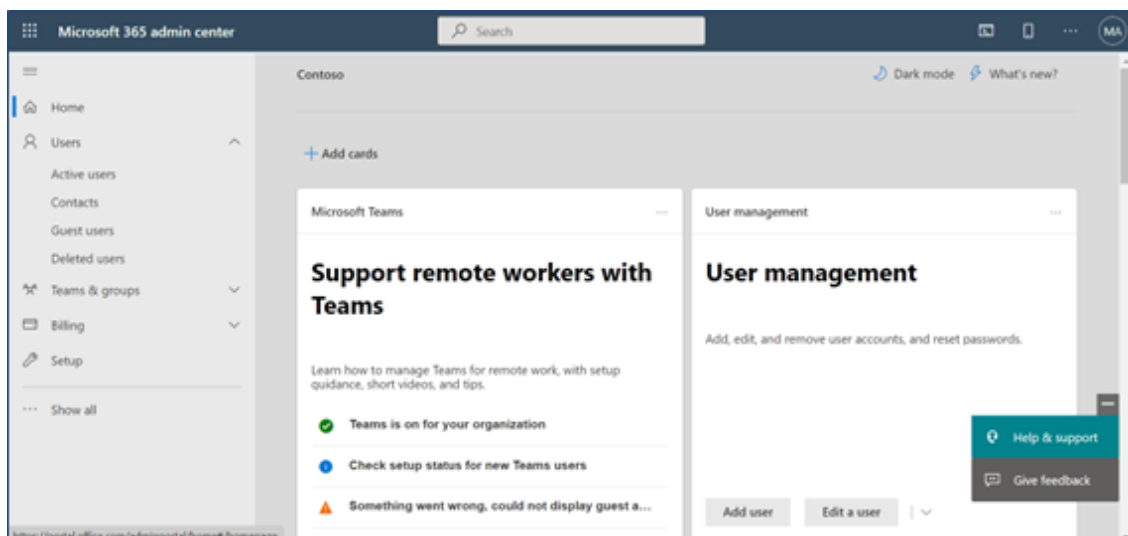 Microsoft 365 admin center
Search
MA
Contoso
Dark mode
What's new?
Home
Users
Active users
Contacts
Guest users
Deleted users
Teams & groups
Billing
Setup
Show all
Add cards
Microsoft Teams
Support remote workers with
Teams
Learn how to manage Teams for remote work, with setup
guidance, short videos, and tips.
Teams is on for your organization
Check setup status for new Teams users
Something went wrong, could not display guest a...
User management
User management
Add, edit, and remove user accounts, and reset passwords.
Add user
Edit a user
Help & support
Give feedback